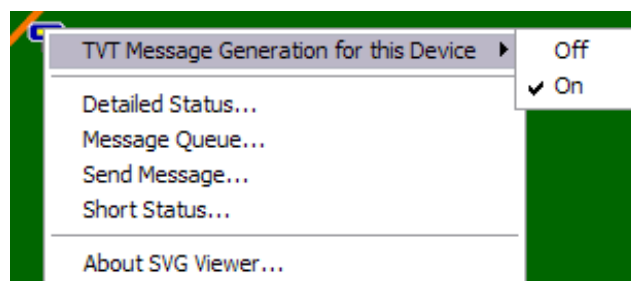 TVT Message Generation for this Device
Off
On
Detailed Status...
Message Queue...
Send Message...
Short Status...
About SVG Viewer...